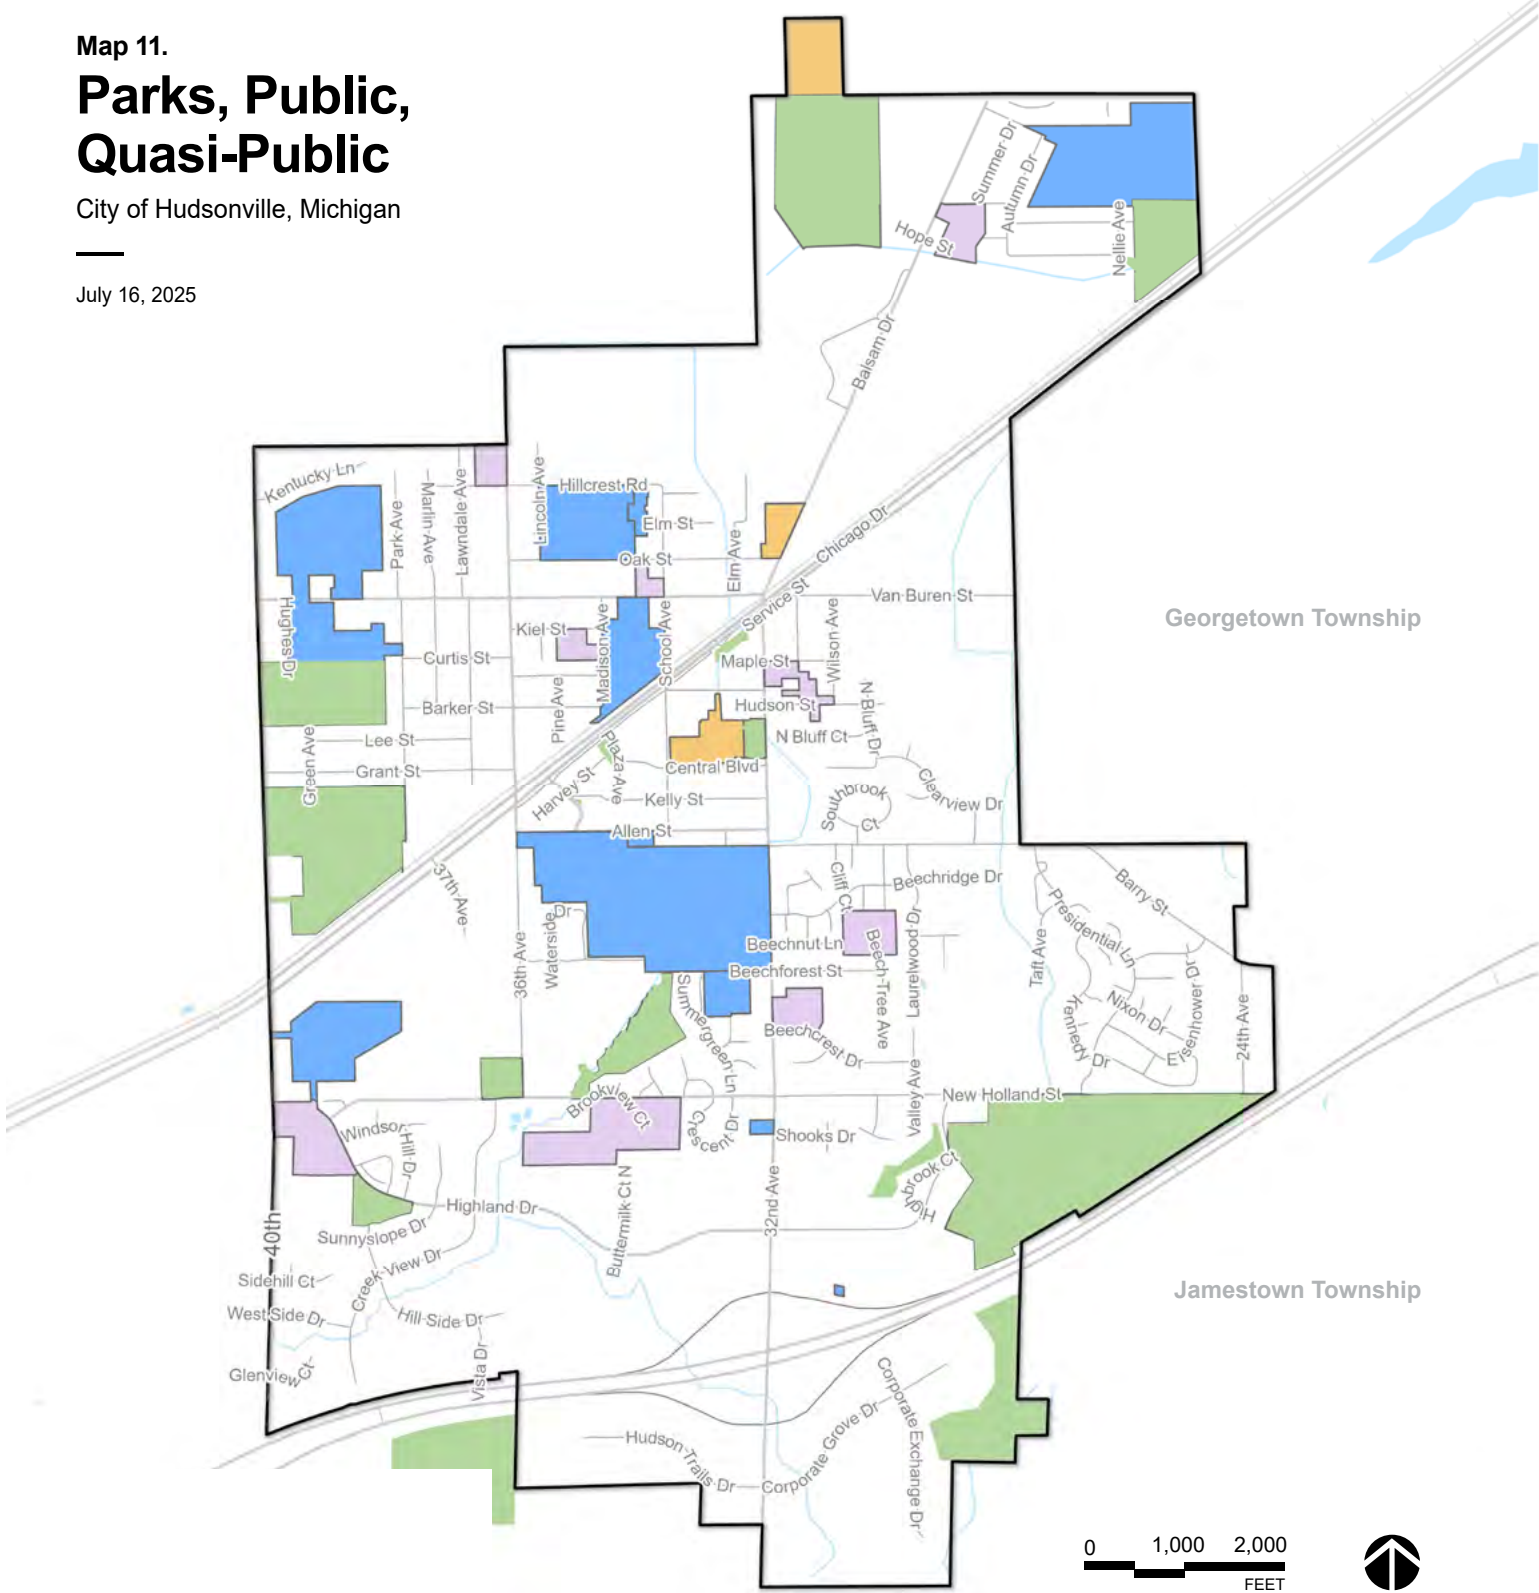 Map 11.
Parks, Public,
Quasi-Public
City of Hudsonville, Michigan
July 16, 2025
Summer Dr
Autumn Dr
Nellie Ave
Hope St
Balsam Dr
Kentucky Ln
Park Ave
Marlin Ave
Lawndale Ave
Lincoln Ave
Hillcrest Rd
Elm St
Oak St
Elm Ave
Chicago Dr
Service St
Van Buren St
Georgetown Township
Hughes Dr
Kiel St
Madison Ave
School Ave
Curtis St
Maple St
Wilson Ave
Barker St
Pine Ave
Hudson St
N Bluff Dr
N Bluff Ct
Lee St
Green Ave
Grant St
Plaza Ave
Harvey St
Central Blvd
Kelly St
Southbrook
Ct
Clearview Dr
Allen St
37th Ave
Cliff Ct
Beechridge Dr
Barry St
36th Ave
Waterside
Dr
Beechnut Ln
Beechforest St
Beech Tree Ave
Laurelwood Dr
Presidential Ln
Taft Ave
Summergreen Ln
Beechcrest Dr
Kennedy Dr
Nixon Dr
Eisenhower Dr
24th Ave
Brookview Ct
Crescent Dr
Valley Ave
New Holland St
Windsor
Hill Dr
Shooks Dr
Highbrook Ct
40th
Highland Dr
Sunnyslope Dr
Buttermilk Ct N
32nd Ave
Sidehill Ct
Creek View Dr
Jamestown Township
West Side Dr
Hill Side Dr
Glenview Ct
Vista Dr
Corporate Exchange Dr
Hudson Trails Dr
Corporate Grove Dr
0 1,000 2,000
FEET